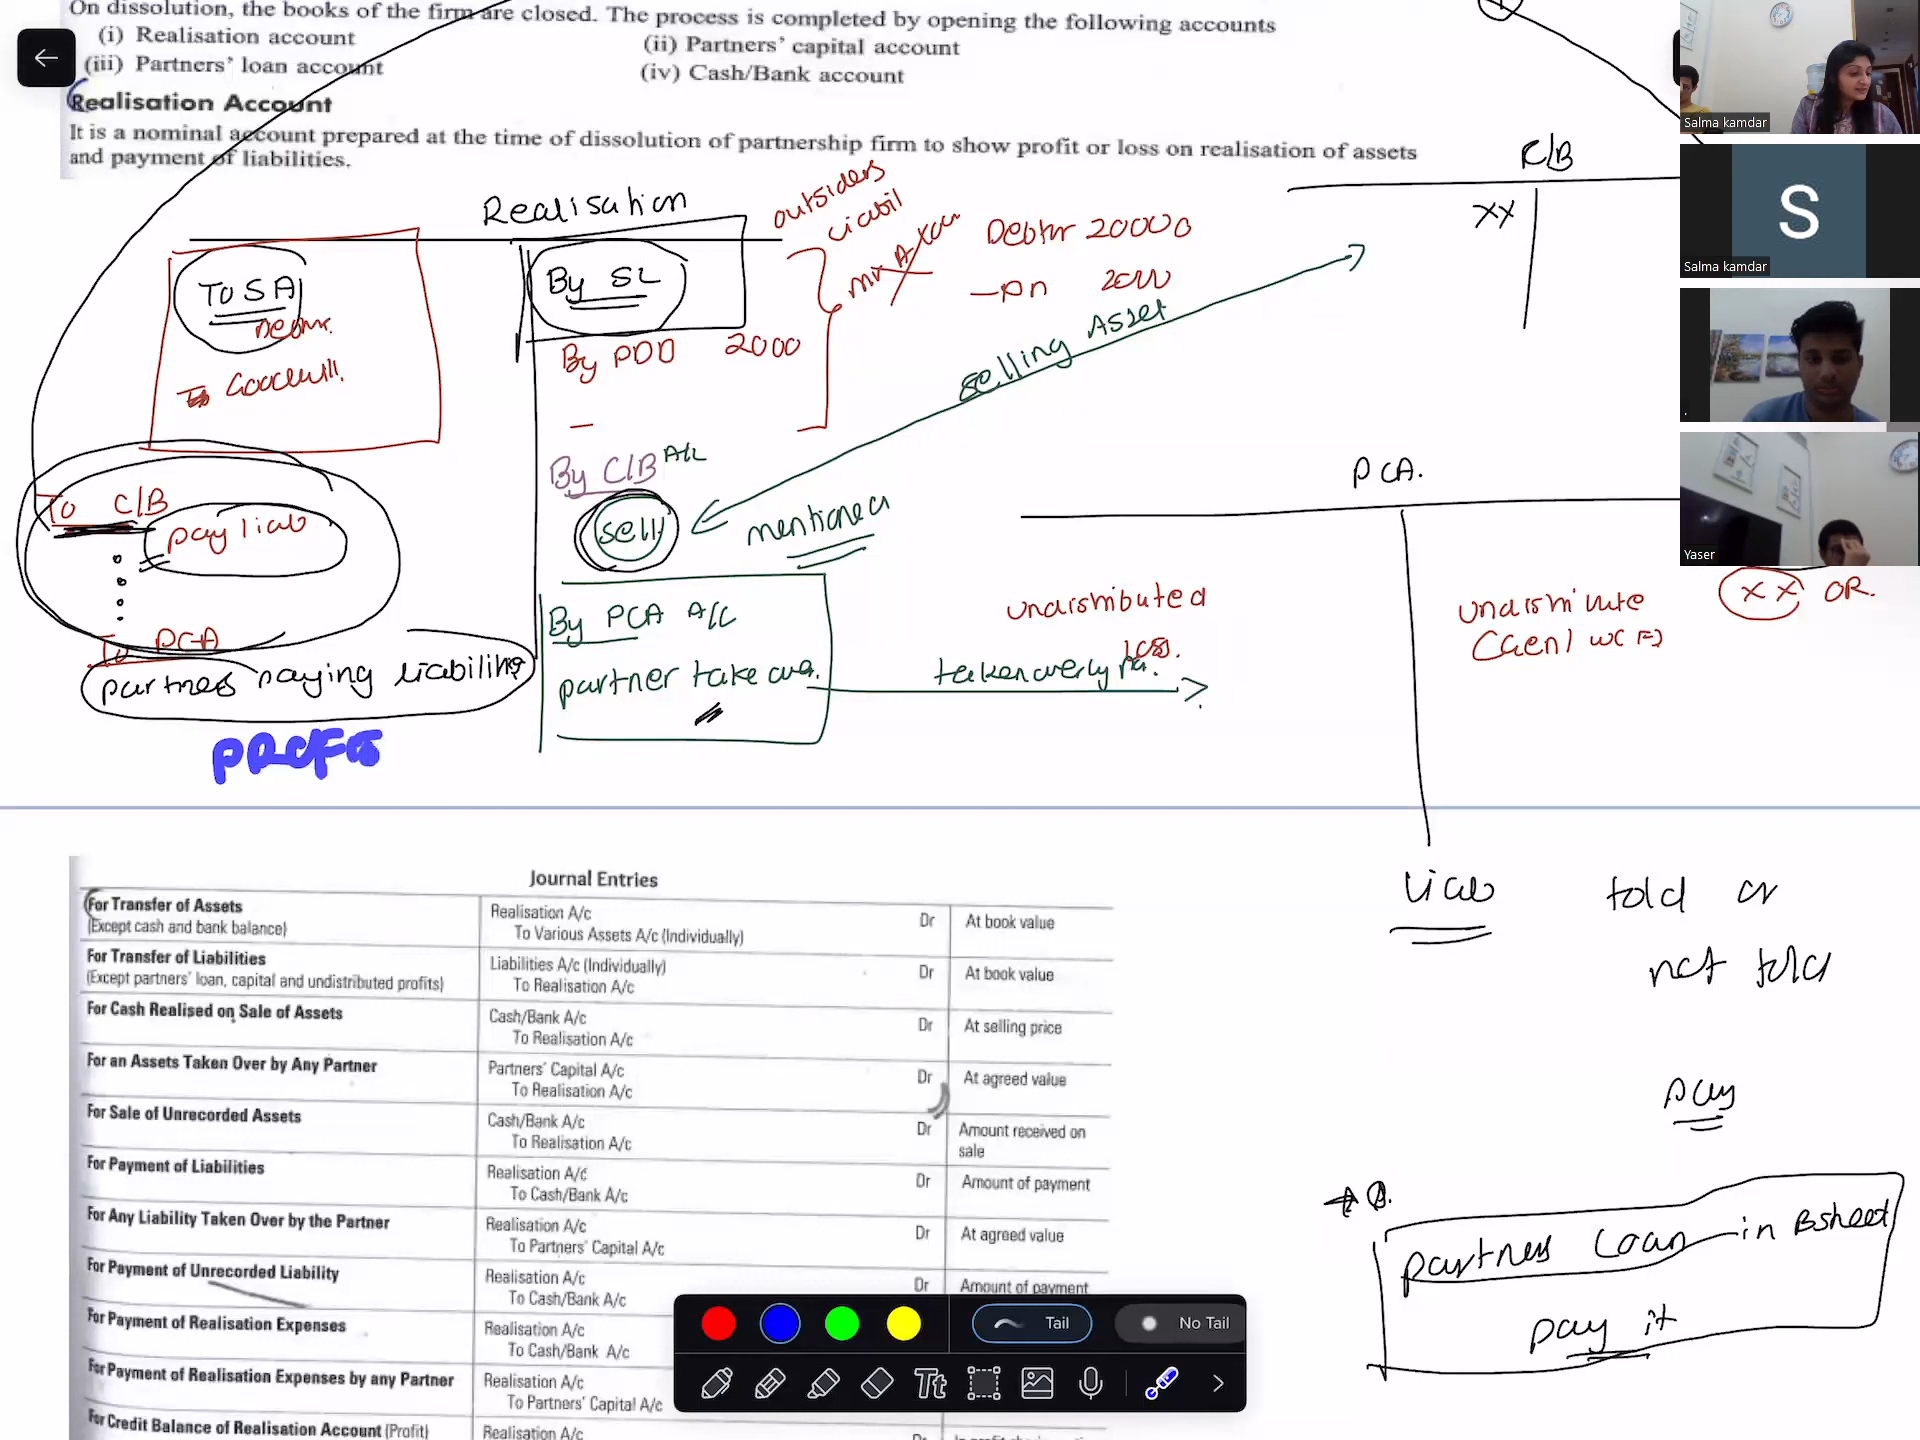 On dissolution, the books of the firm are closed. The process is completed by opening the following accounts
(i) Realisation account
(ii) Partners' capital account
(iii) Partners' loan account
(iv) Cash/Bank account
Realisation Account
It is a nominal account prepared at the time of dissolution of partnership firm to show profit or loss on realisation of assets
and payment of liabilities.
Realisation
To SA
Goodwill.
To C/B
pay liab
To PCA
partners paying liabilities
outsiders
By SL
By PDD 2000
By C/B A/c
sell
mentioned
By PCA A/c
partner take over.
Debtor 20000
2000
selling Asset
C/B
XX
PCA.
undistributed
loss.
undistribute
XX OR.
Liab
told or
not told
pay
partners Loan in Bsheet
pay it
Salma kamdar
S
Salma kamdar
.
Yaser
Journal Entries
For Transfer of Assets
(Except cash and bank balance)
Realisation A/c Dr At book value
To Various Assets A/c (Individually)
For Transfer of Liabilities
(Except partners' loan, capital and undistributed profits)
Liabilities A/c (Individually) Dr At book value
To Realisation A/c
For Cash Realised on Sale of Assets
Cash/Bank A/c Dr At selling price
To Realisation A/c
For an Assets Taken Over by Any Partner
Partners' Capital A/c Dr At agreed value
To Realisation A/c
For Sale of Unrecorded Assets
Cash/Bank A/c Dr Amount received on
To Realisation A/c sale
For Payment of Liabilities
Realisation A/c Dr Amount of payment
To Cash/Bank A/c
For Any Liability Taken Over by the Partner
Realisation A/c Dr At agreed value
To Partners' Capital A/c
For Payment of Unrecorded Liability
Realisation A/c Dr Amount of payment
To Cash/Bank A/c
For Payment of Realisation Expenses
Realisation A/c
To Cash/Bank A/c
For Payment of Realisation Expenses by any Partner
Realisation A/c
To Partners' Capital A/c
For Credit Balance of Realisation Account (Profit)
Realisation A/c
Tail
No Tail
Tt